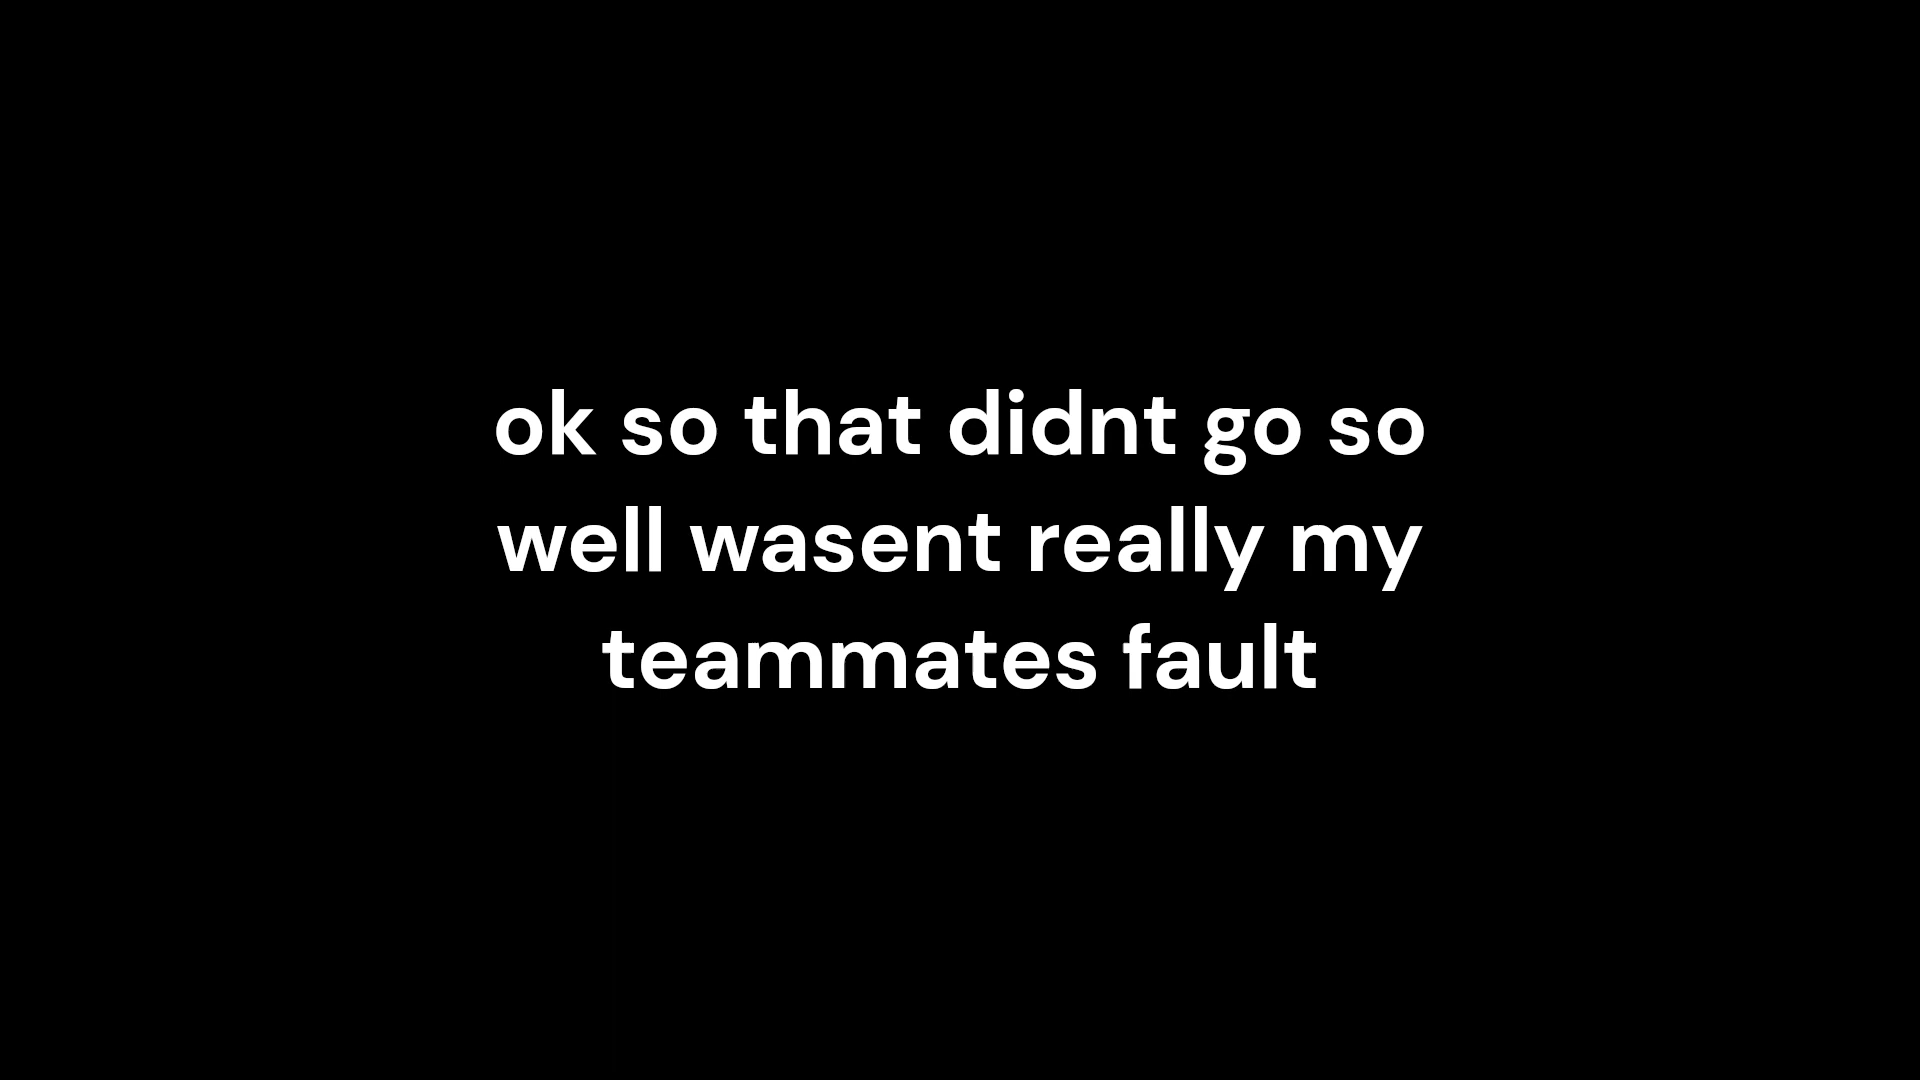 ok so that didnt go so
well wasent really my
teammates fault